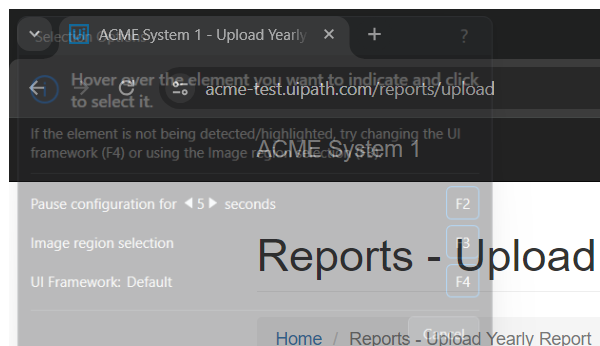 Selection Options
ACME System 1 - Upload Yearly
?
Hover over the element you want to indicate and click
to select it.
acme-test.uipath.com/reports/upload
If the element is not being detected/highlighted, try changing the UI
framework (F4) or using the Image region selection (F3).
ACME System 1
Pause configuration for 5 seconds
F2
Image region selection
F3
Reports - Upload
UI Framework: Default
F4
Cancel
Home / Reports - Upload Yearly Report